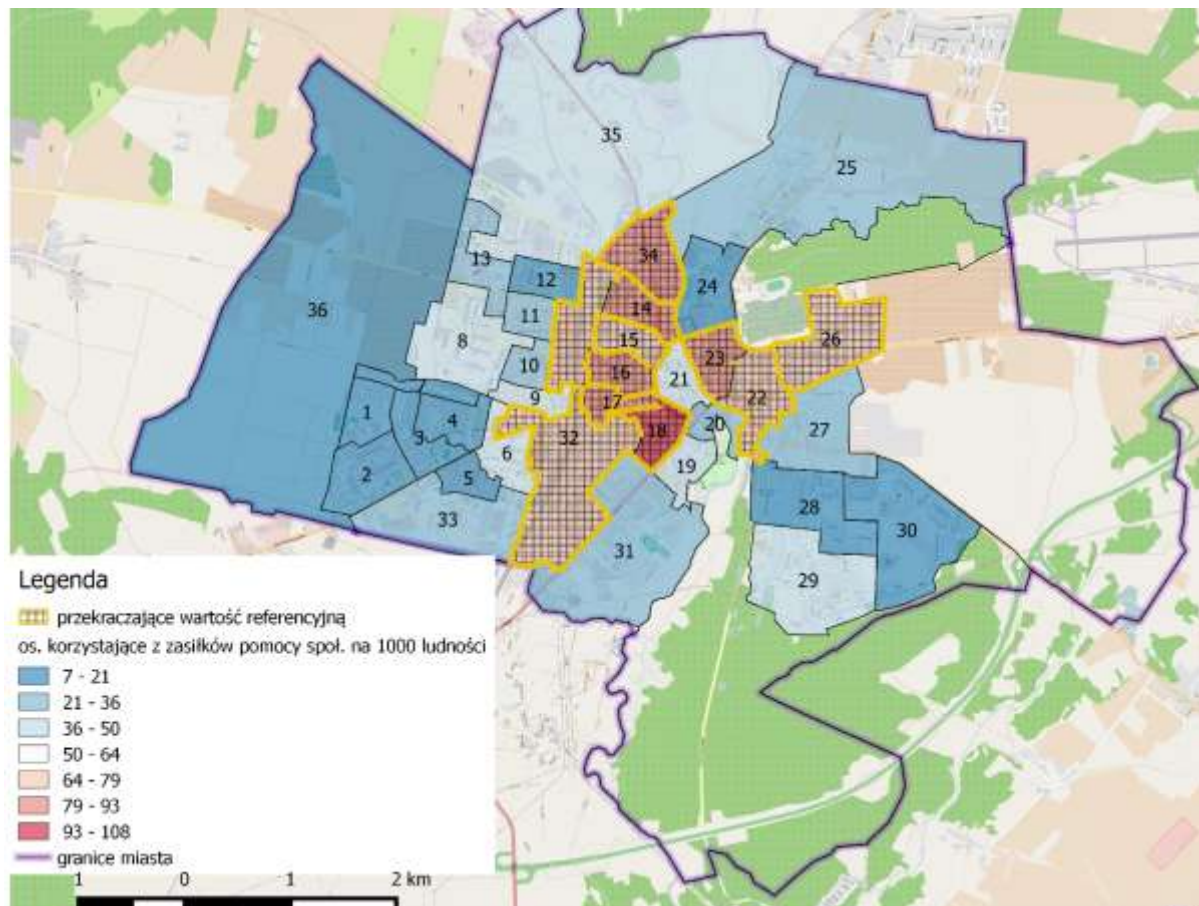 35
25
34
13
12
24
36
14
11
26
8
15
23
10
16
21
9
17
22
1
4
20
32
18
27
3
6
19
2
5
28
33
30
31
29
Legenda
przekraczające wartość referencyjną
os. korzystające z zasiłków pomocy społ. na 1000 ludności
7 - 21
21 - 36
36 - 50
50 - 64
64 - 79
79 - 93
93 - 108
granice miasta
1 0 1 2 km